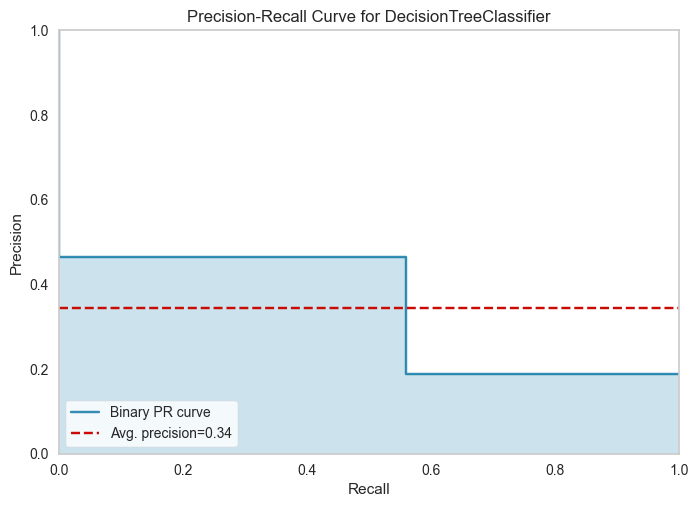 Precision-Recall Curve for DecisionTreeClassifier
1.0
0.8
0.6
0.4
0.2
0.0
Precision
Binary PR curve
Avg. precision=0.34
0.0 0.2 0.4 0.6 0.8 1.0
Recall